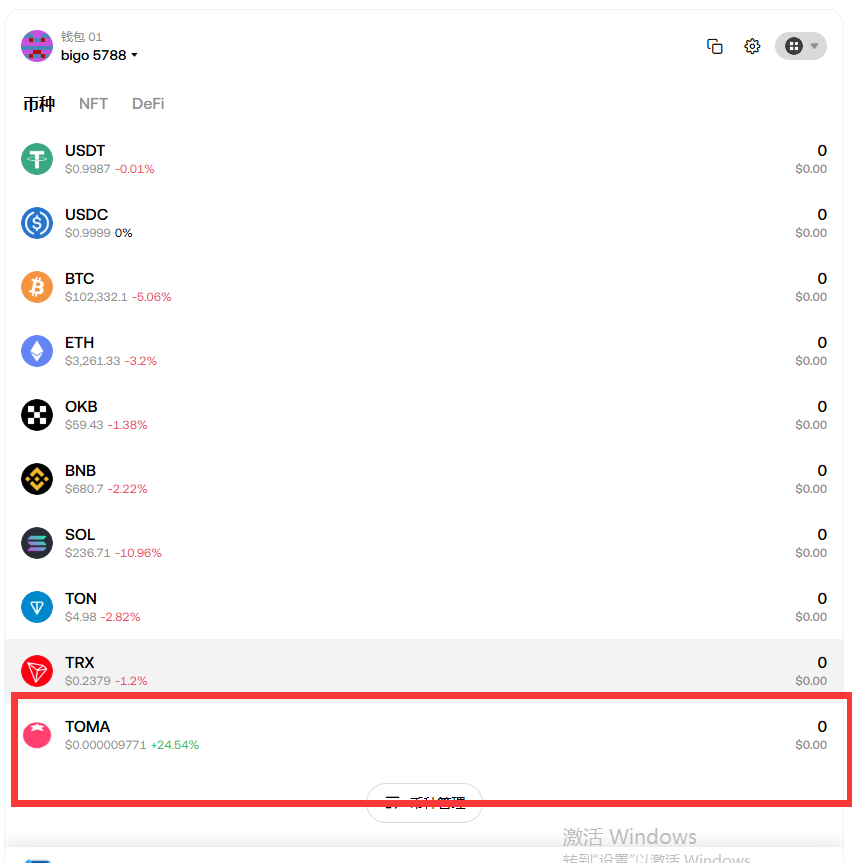 钱包 01
bigo 5788
币种 NFT DeFi
USDT 0
$0.9987 -0.01% $0.00
USDC 0
$0.9999 0% $0.00
BTC 0
$102,332.1 -5.06% $0.00
ETH 0
$3,261.33 -3.2% $0.00
OKB 0
$59.43 -1.38% $0.00
BNB 0
$680.7 -2.22% $0.00
SOL 0
$236.71 -10.96% $0.00
TON 0
$4.98 -2.82% $0.00
TRX 0
$0.2379 -1.2% $0.00
TOMA 0
$0.000009771 +24.54% $0.00
币种管理
激活 Windows
转到“设置”以激活 Windows